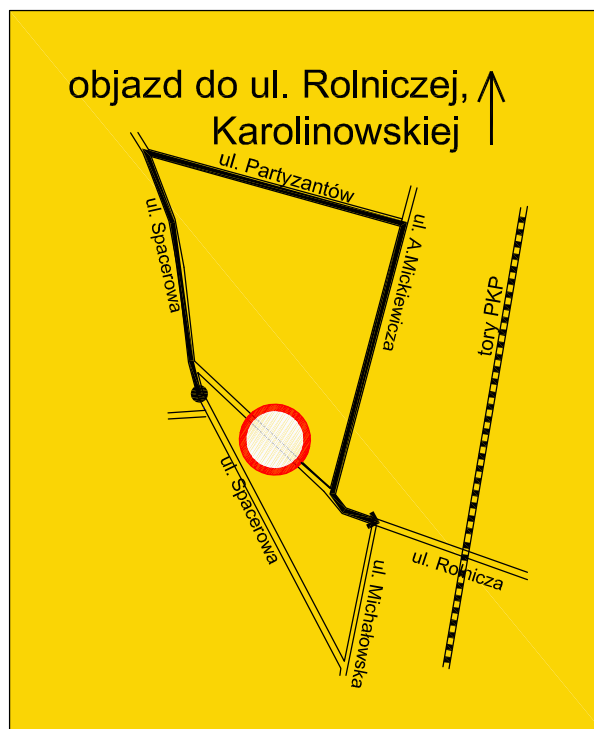 objazd do ul. Rolniczej,
Karolinowskiej
ul. Partyzantów
ul. Spacerowa
ul. A.Mickiewicza
tory PKP
ul. Spacerowa
ul. Rolnicza
ul. Michałowska